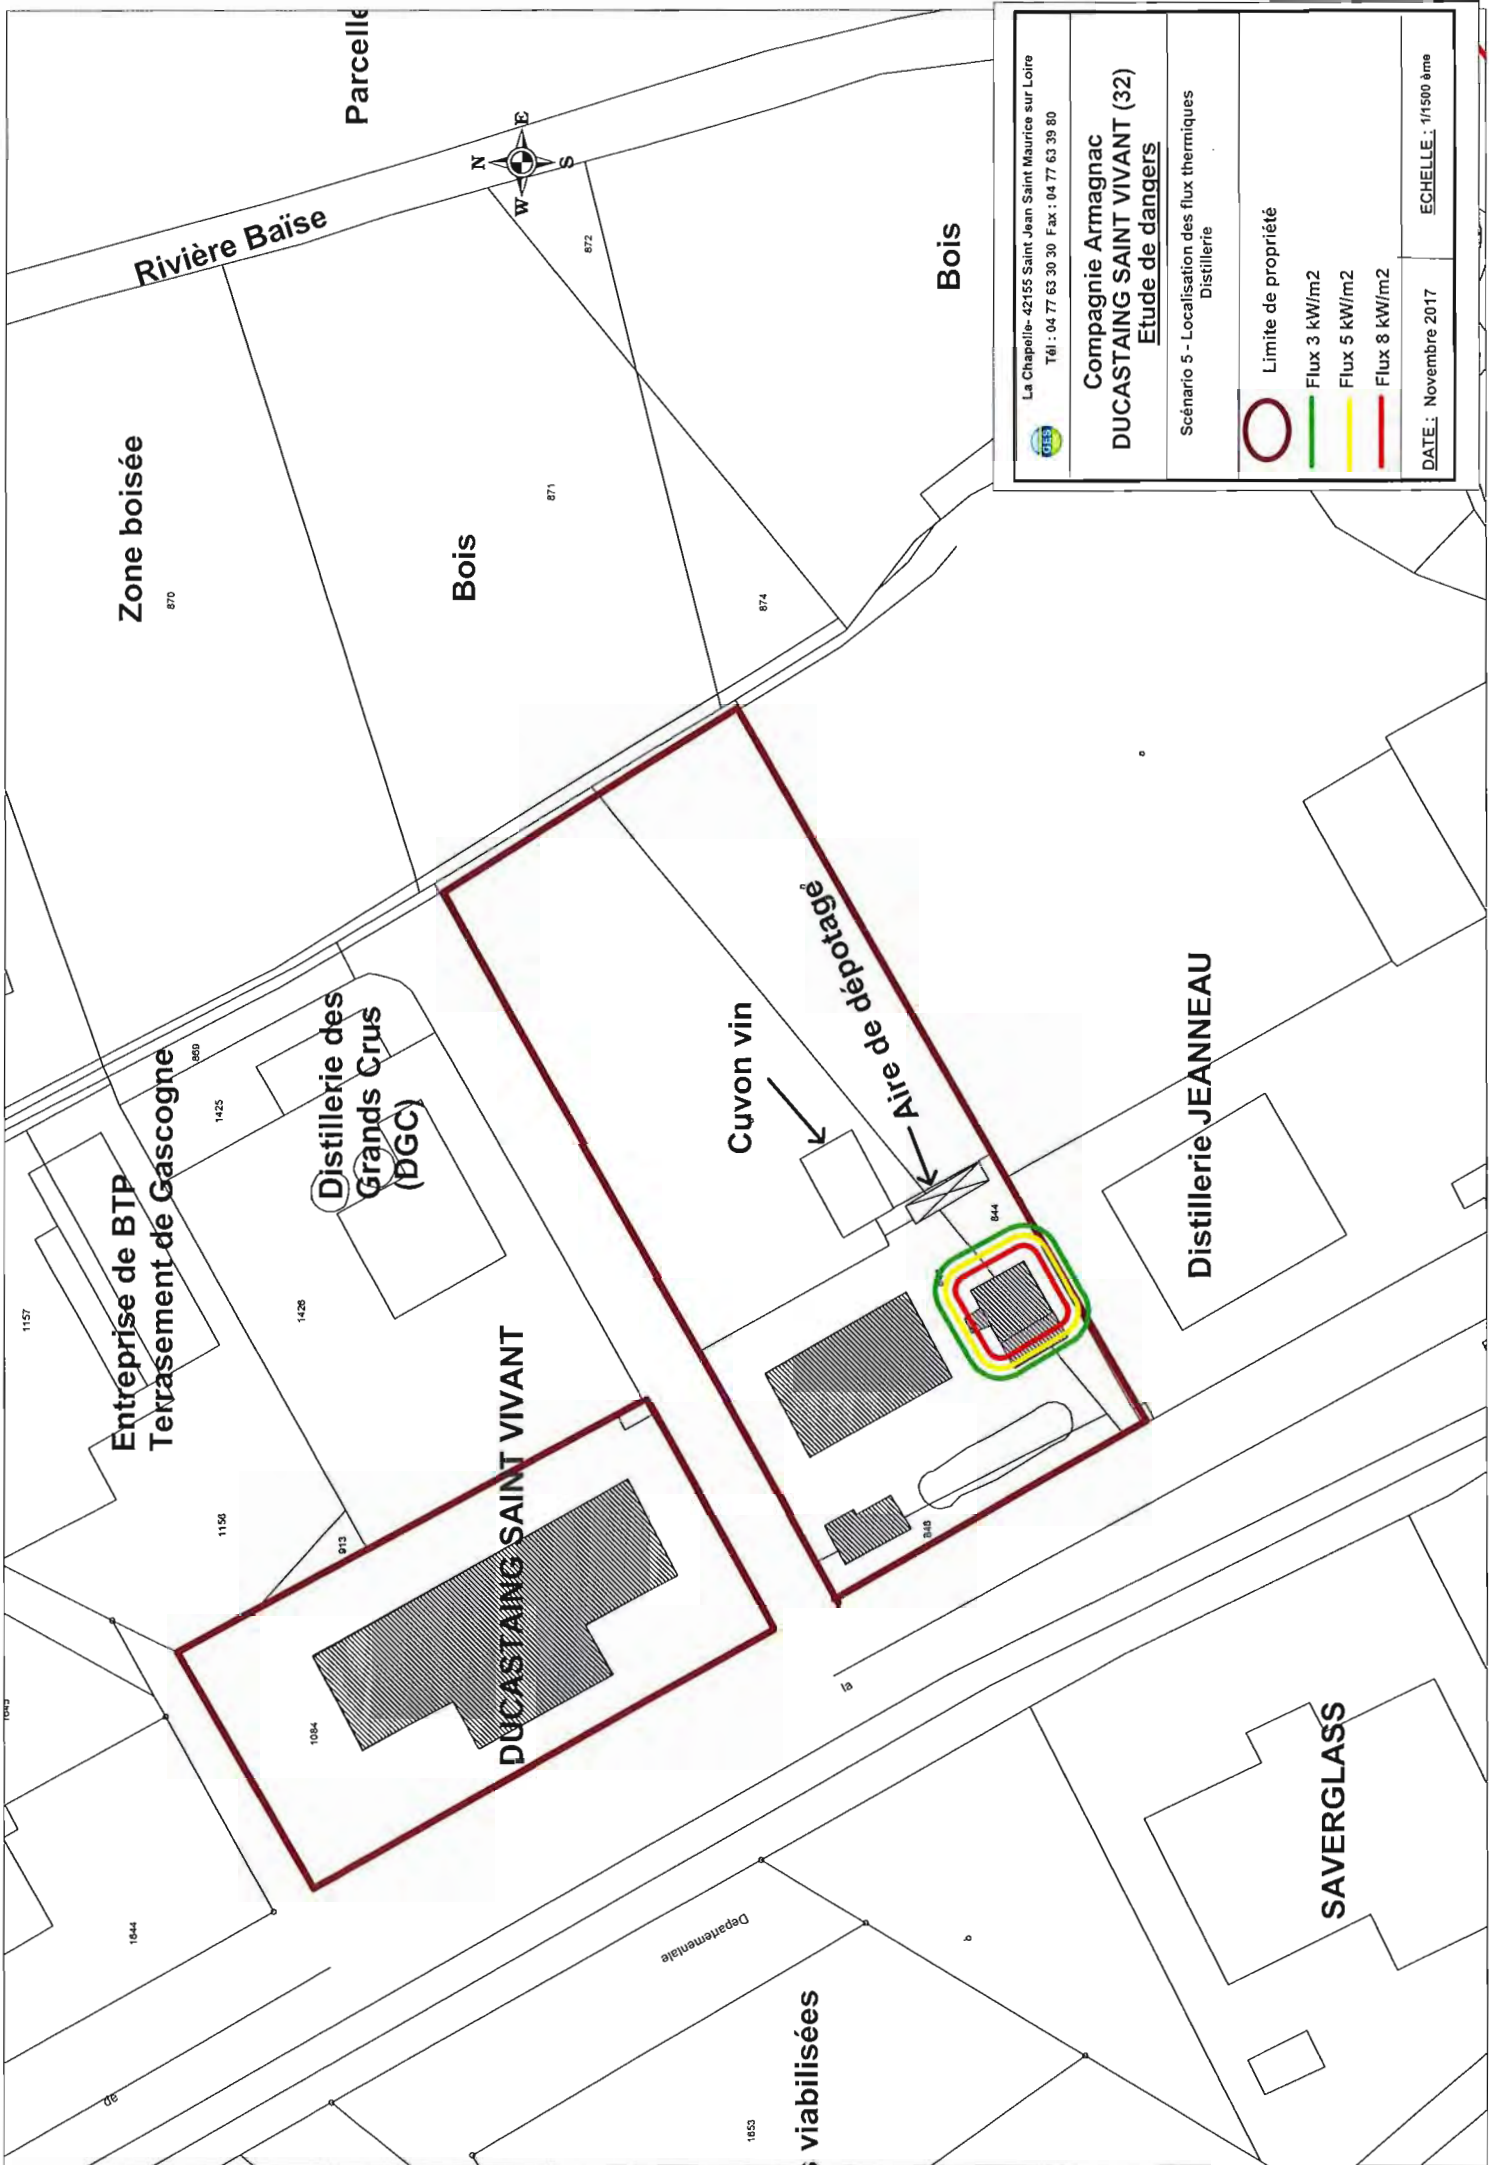 La Chapelle- 42155 Saint Jean Saint Maurice sur Loire
Tél : 04 77 63 30 30 Fax : 04 77 63 39 80
GES
Compagnie Armagnac
DUCASTAING SAINT VIVANT (32)
Etude de dangers
Scénario 5 - Localisation des flux thermiques
Distillerie
Limite de propriété
Flux 3 kW/m2
Flux 5 kW/m2
Flux 8 kW/m2
DATE : Novembre 2017
ECHELLE : 1/1500 ème
Parcelle
Rivière Baïse
N
E
S
W
Zone boisée
870
Bois
871
872
874
Bois
Entreprise de BTP
Terrasement de Gascogne
1157
869
1425
1426
Distillerie des
Grands Crus
(DGC)
Cuvon vin
Aire de dépotage
844
Distillerie JEANNEAU
DUCASTAING SAINT VIVANT
1156
913
1084
846
la
Departementale
de
1644
1653
viabilisées
SAVERGLASS